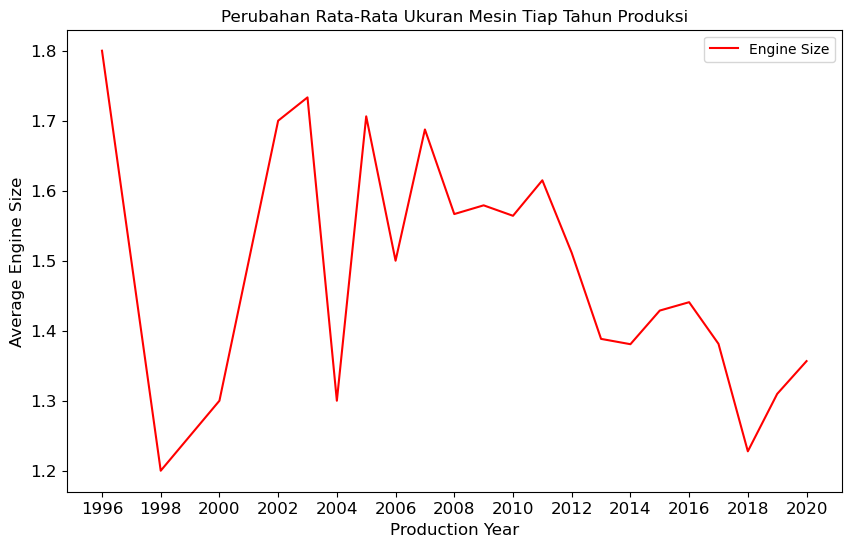 Perubahan Rata-Rata Ukuran Mesin Tiap Tahun Produksi
Engine Size
1.8
1.7
1.6
1.5
1.4
1.3
1.2
Average Engine Size
1996 1998 2000 2002 2004 2006 2008 2010 2012 2014 2016 2018 2020
Production Year